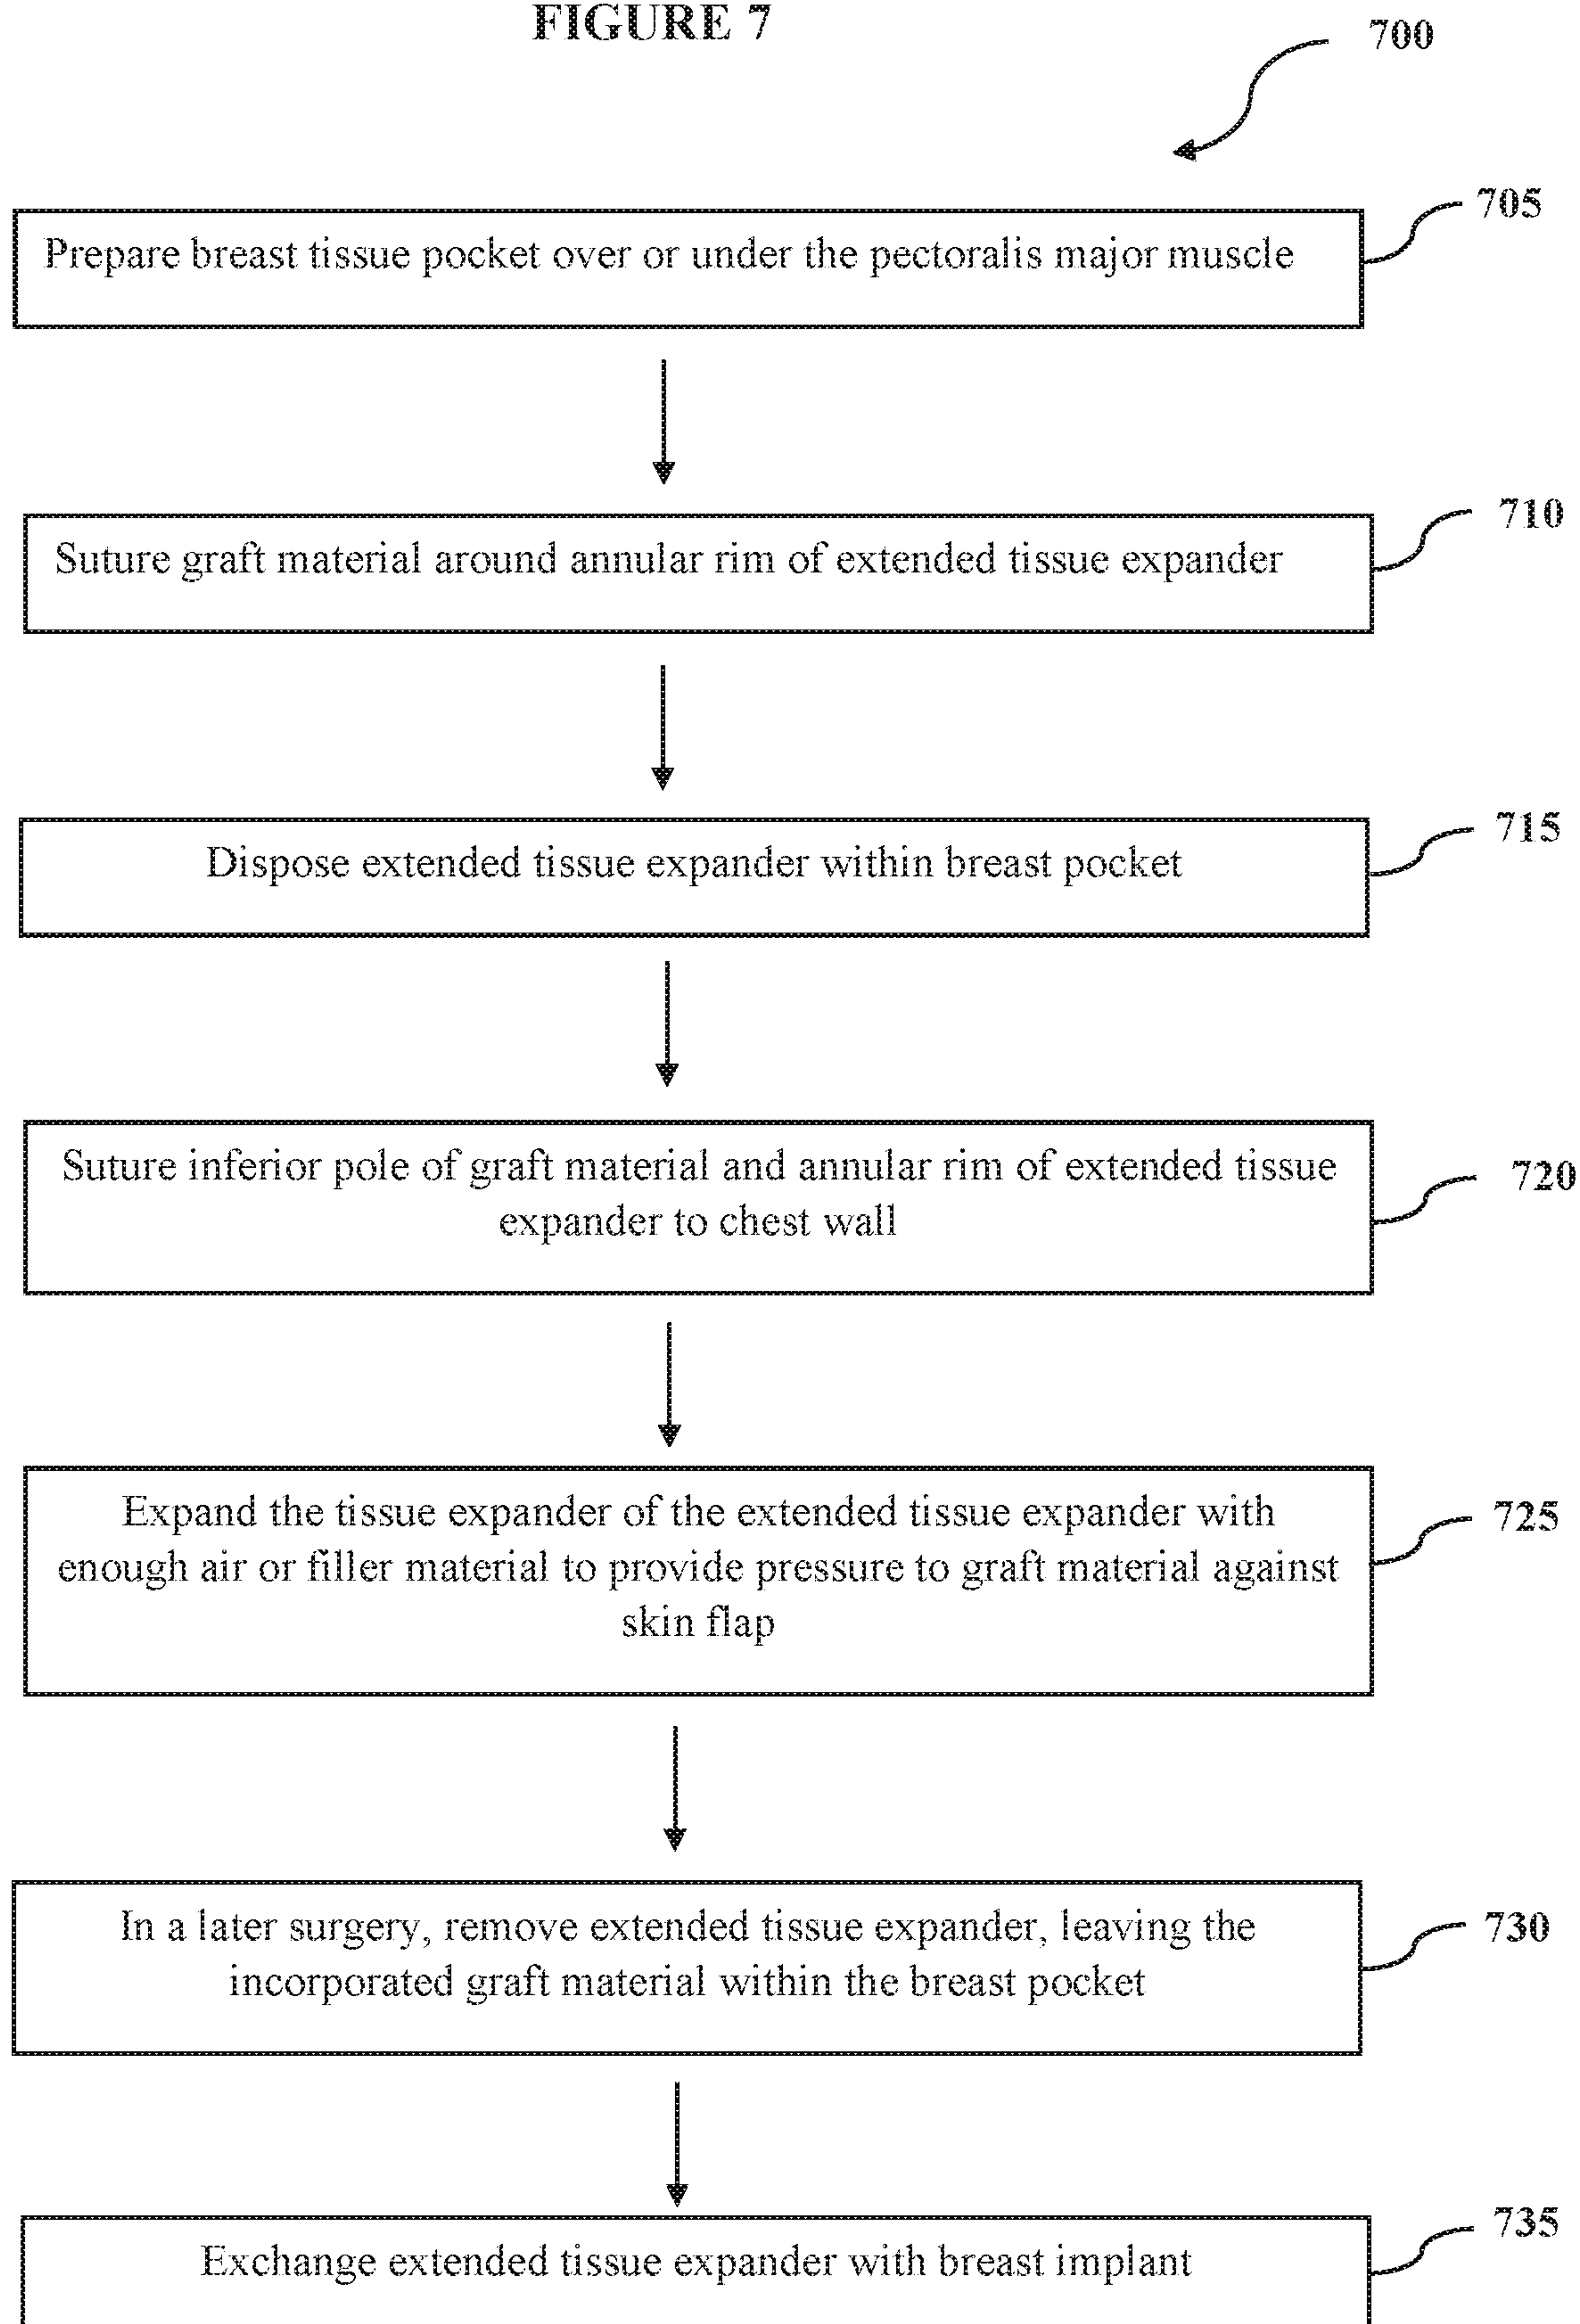 FIGURE 7
700
705
Prepare breast tissue pocket over or under the pectoralis major muscle
710
Suture graft material around annular rim of extended tissue expander
715
Dispose extended tissue expander within breast pocket
720
Suture inferior pole of graft material and annular rim of extended tissue
expander to chest wall
725
Expand the tissue expander of the extended tissue expander with
enough air or filler material to provide pressure to graft material against
skin flap
730
In a later surgery, remove extended tissue expander, leaving the
incorporated graft material within the breast pocket
735
Exchange extended tissue expander with breast implant